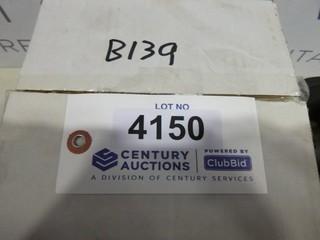 B139
LOT NO
4150
CENTURY AUCTIONS
POWERED BY
ClubBid
A DIVISION OF CENTURY SERVICES